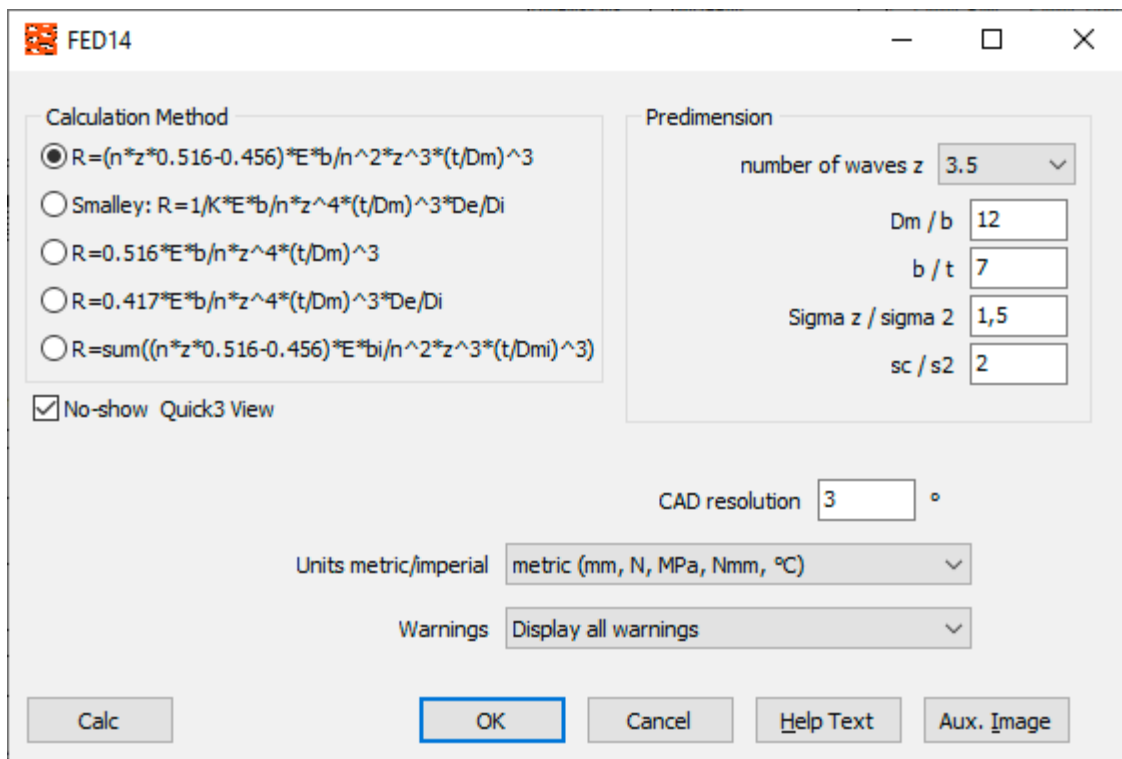 FED14
Calculation Method
R=(n*z*0.516-0.456)*E*b/n^2*z^3*(t/Dm)^3
Smalley: R=1/K*E*b/n*z^4*(t/Dm)^3*De/Di
R=0.516*E*b/n*z^4*(t/Dm)^3
R=0.417*E*b/n*z^4*(t/Dm)^3*De/Di
R=sum((n*z*0.516-0.456)*E*bi/n^2*z^3*(t/Dmi)^3)
No-show Quick3 View
Predimension
number of waves z 3.5
Dm / b 12
b / t 7
Sigma z / sigma 2 1,5
sc / s2 2
CAD resolution 3 °
Units metric/imperial metric (mm, N, MPa, Nmm, ºC)
Warnings Display all warnings
Calc OK Cancel Help Text Aux. Image